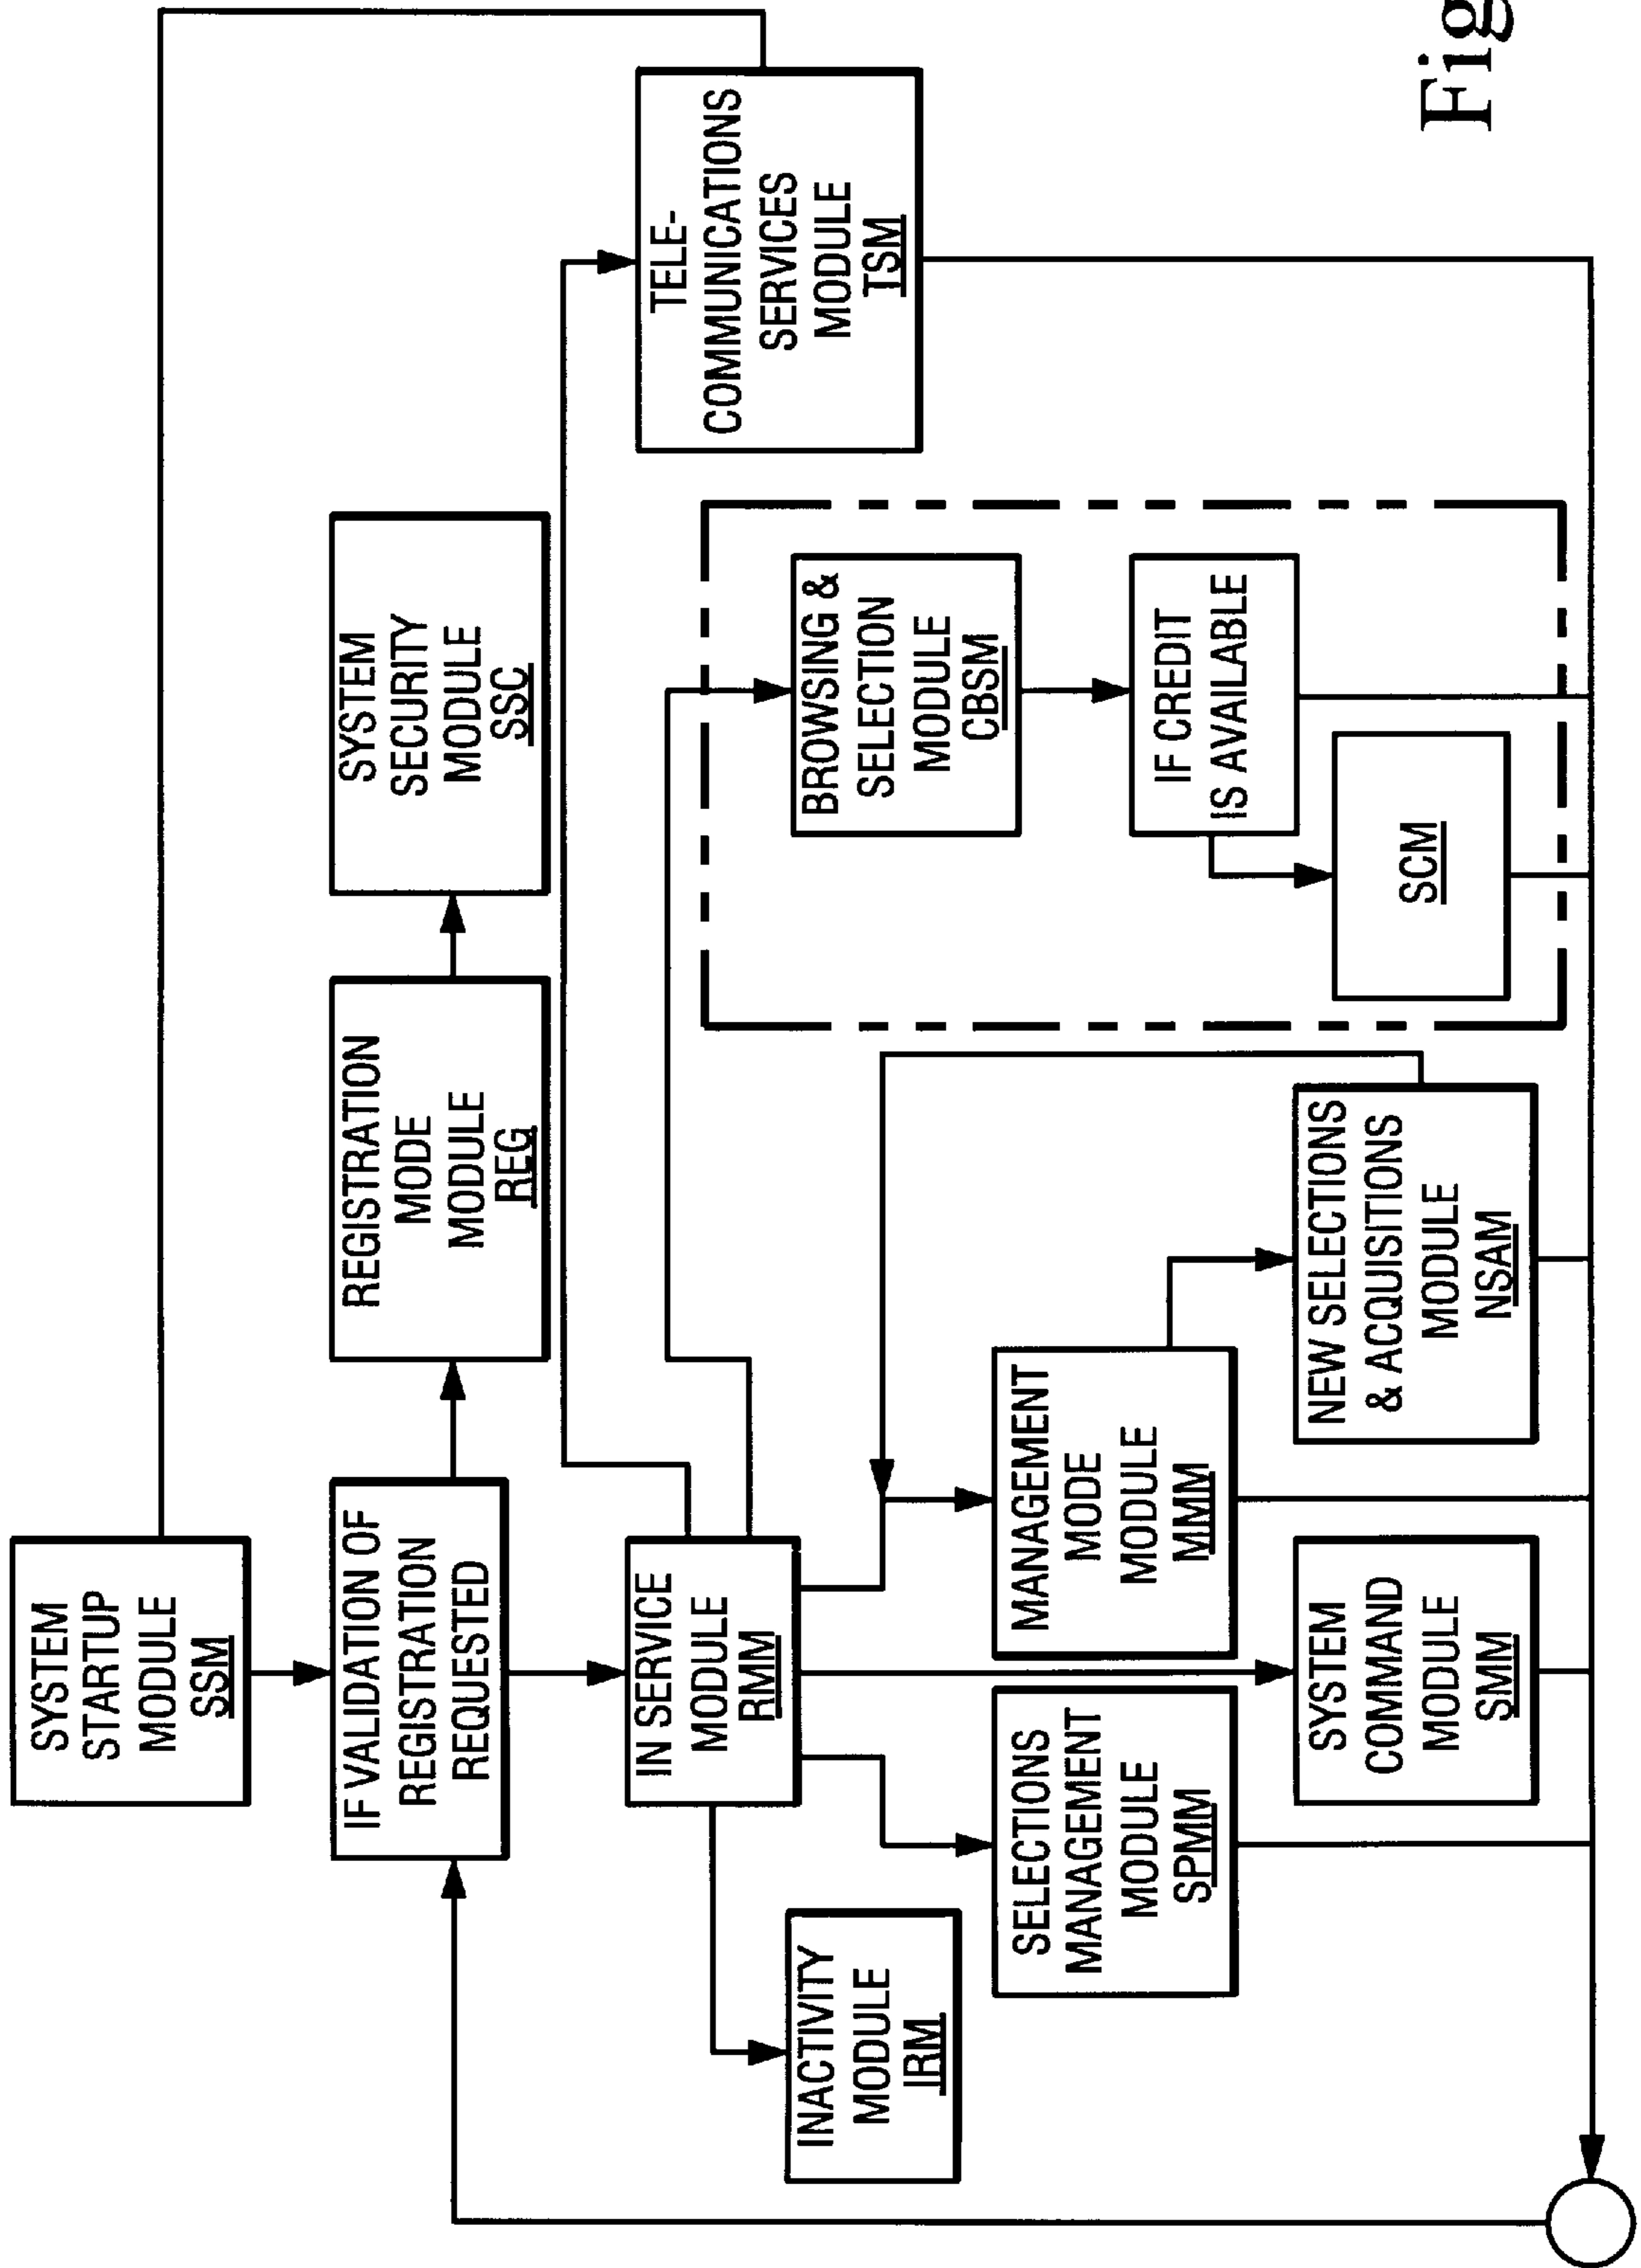 SYSTEM
STARTUP
MODULE
SSM
IF VALIDATION OF
REGISTRATION
REQUESTED
REGISTRATION
MODE
MODULE
REG
SYSTEM
SECURITY
MODULE
SSC
IN SERVICE
MODULE
RMM
TELE-
COMMUNICATIONS
SERVICES
MODULE
TSM
INACTIVITY
MODULE
IRM
SELECTIONS
MANAGEMENT
MODULE
SPMM
MANAGEMENT
MODE
MODULE
MMM
BROWSING &
SELECTION
MODULE
CBSM
IF CREDIT
IS AVAILABLE
SYSTEM
COMMAND
MODULE
SMM
NEW SELECTIONS
& ACQUISITIONS
MODULE
NSAM
SCM
Fig